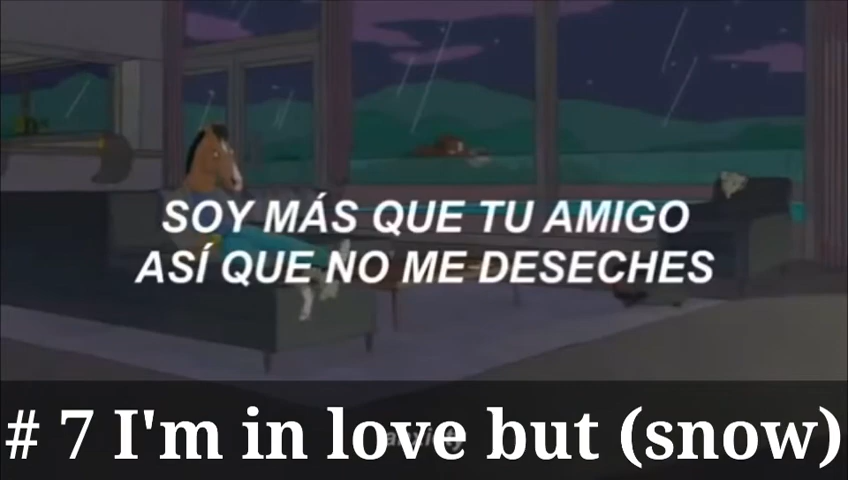 SOY MÁS QUE TU AMIGO
ASÍ QUE NO ME DESECHES
# 7 I'm in love but (snow)